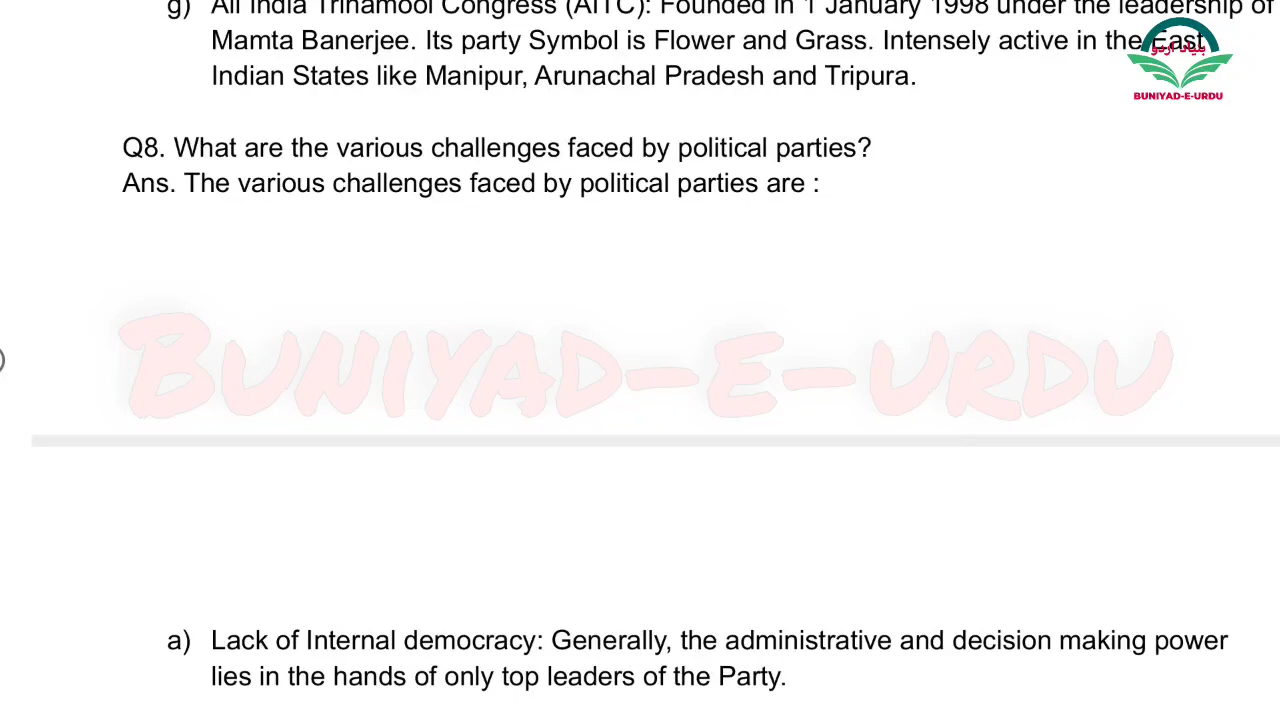 g) All India Trinamool Congress (AITC): Founded in 1 January 1998 under the leadership of
Mamta Banerjee. Its party Symbol is Flower and Grass. Intensely active in the East
Indian States like Manipur, Arunachal Pradesh and Tripura.
بنیاد اردو
BUNIYAD-E-URDU
Q8. What are the various challenges faced by political parties?
Ans. The various challenges faced by political parties are :
BUNIYAD-E-URDU
a) Lack of Internal democracy: Generally, the administrative and decision making power
lies in the hands of only top leaders of the Party.